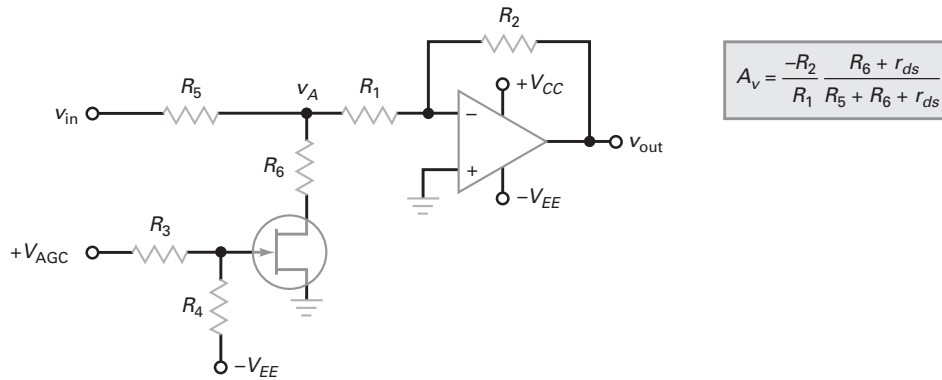 R2
+VCC
R5
vA
R1
vin
−
vout
R6
+
−VEE
R3
+VAGC
R4
−VEE
Av = −R2/R1 (R6 + rds)/(R5 + R6 + rds)